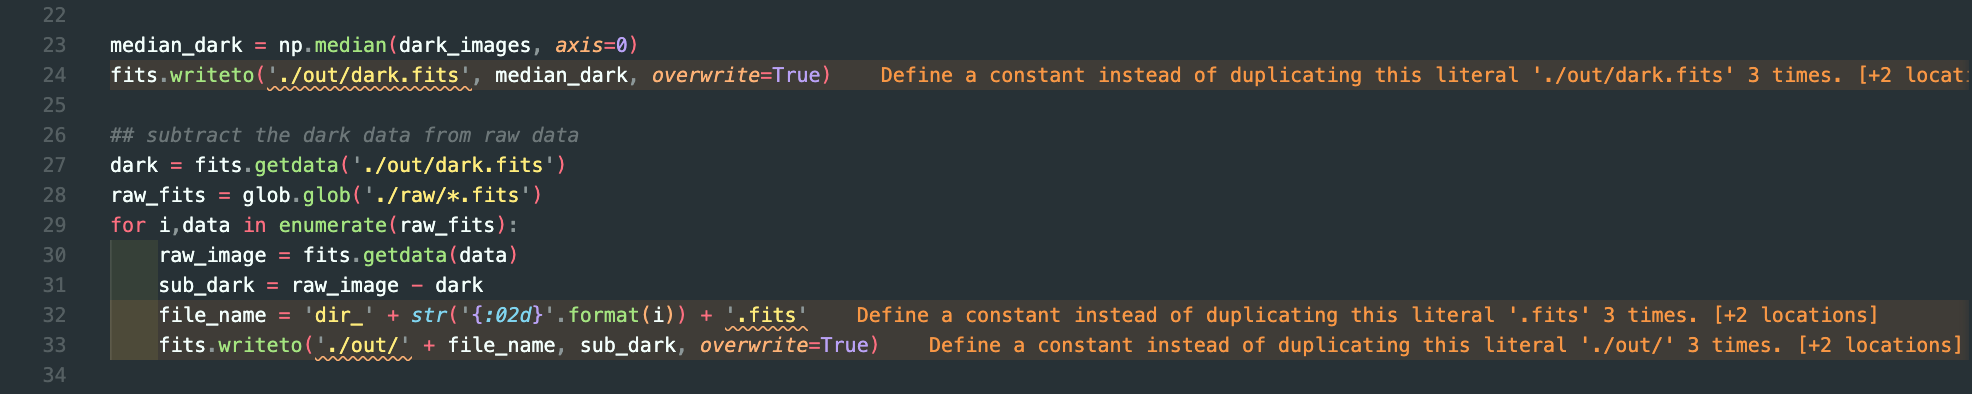 22
23 median_dark = np.median(dark_images, axis=0)
24 fits.writeto('./out/dark.fits', median_dark, overwrite=True) Define a constant instead of duplicating this literal './out/dark.fits' 3 times. [+2 locat
25
26 ## subtract the dark data from raw data
27 dark = fits.getdata('./out/dark.fits')
28 raw_fits = glob.glob('./raw/*.fits')
29 for i,data in enumerate(raw_fits):
30 raw_image = fits.getdata(data)
31 sub_dark = raw_image - dark
32 file_name = 'dir_' + str('{:02d}'.format(i)) + '.fits' Define a constant instead of duplicating this literal '.fits' 3 times. [+2 locations]
33 fits.writeto('./out/' + file_name, sub_dark, overwrite=True) Define a constant instead of duplicating this literal './out/' 3 times. [+2 locations]
34